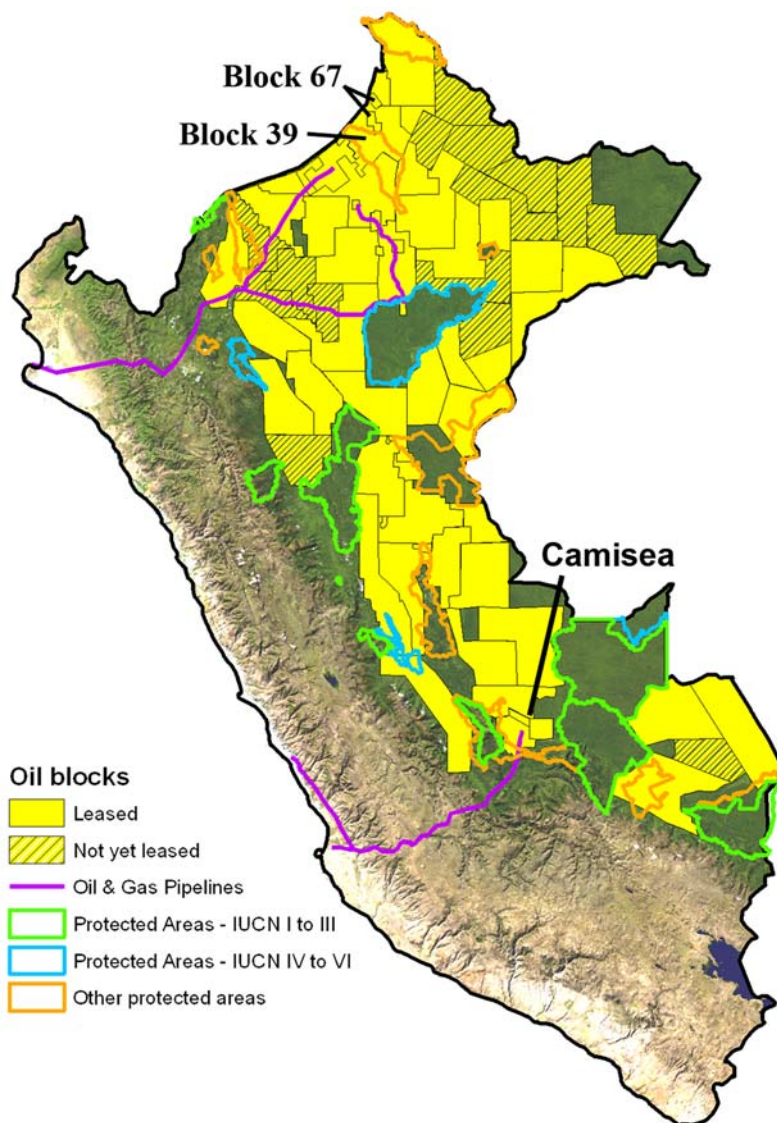 Block 67
Block 39
Camisea
Oil blocks
Leased
Not yet leased
Oil & Gas Pipelines
Protected Areas - IUCN I to III
Protected Areas - IUCN IV to VI
Other protected areas